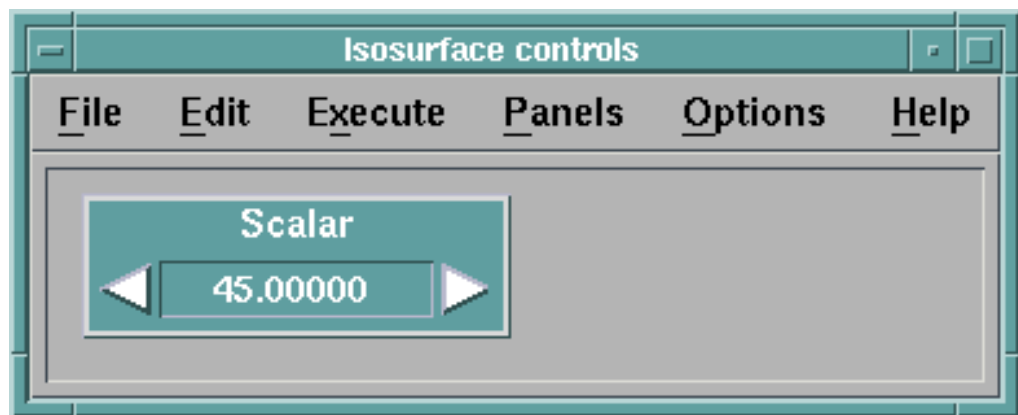 Isosurface controls
File Edit Execute Panels Options Help
Scalar
45.00000